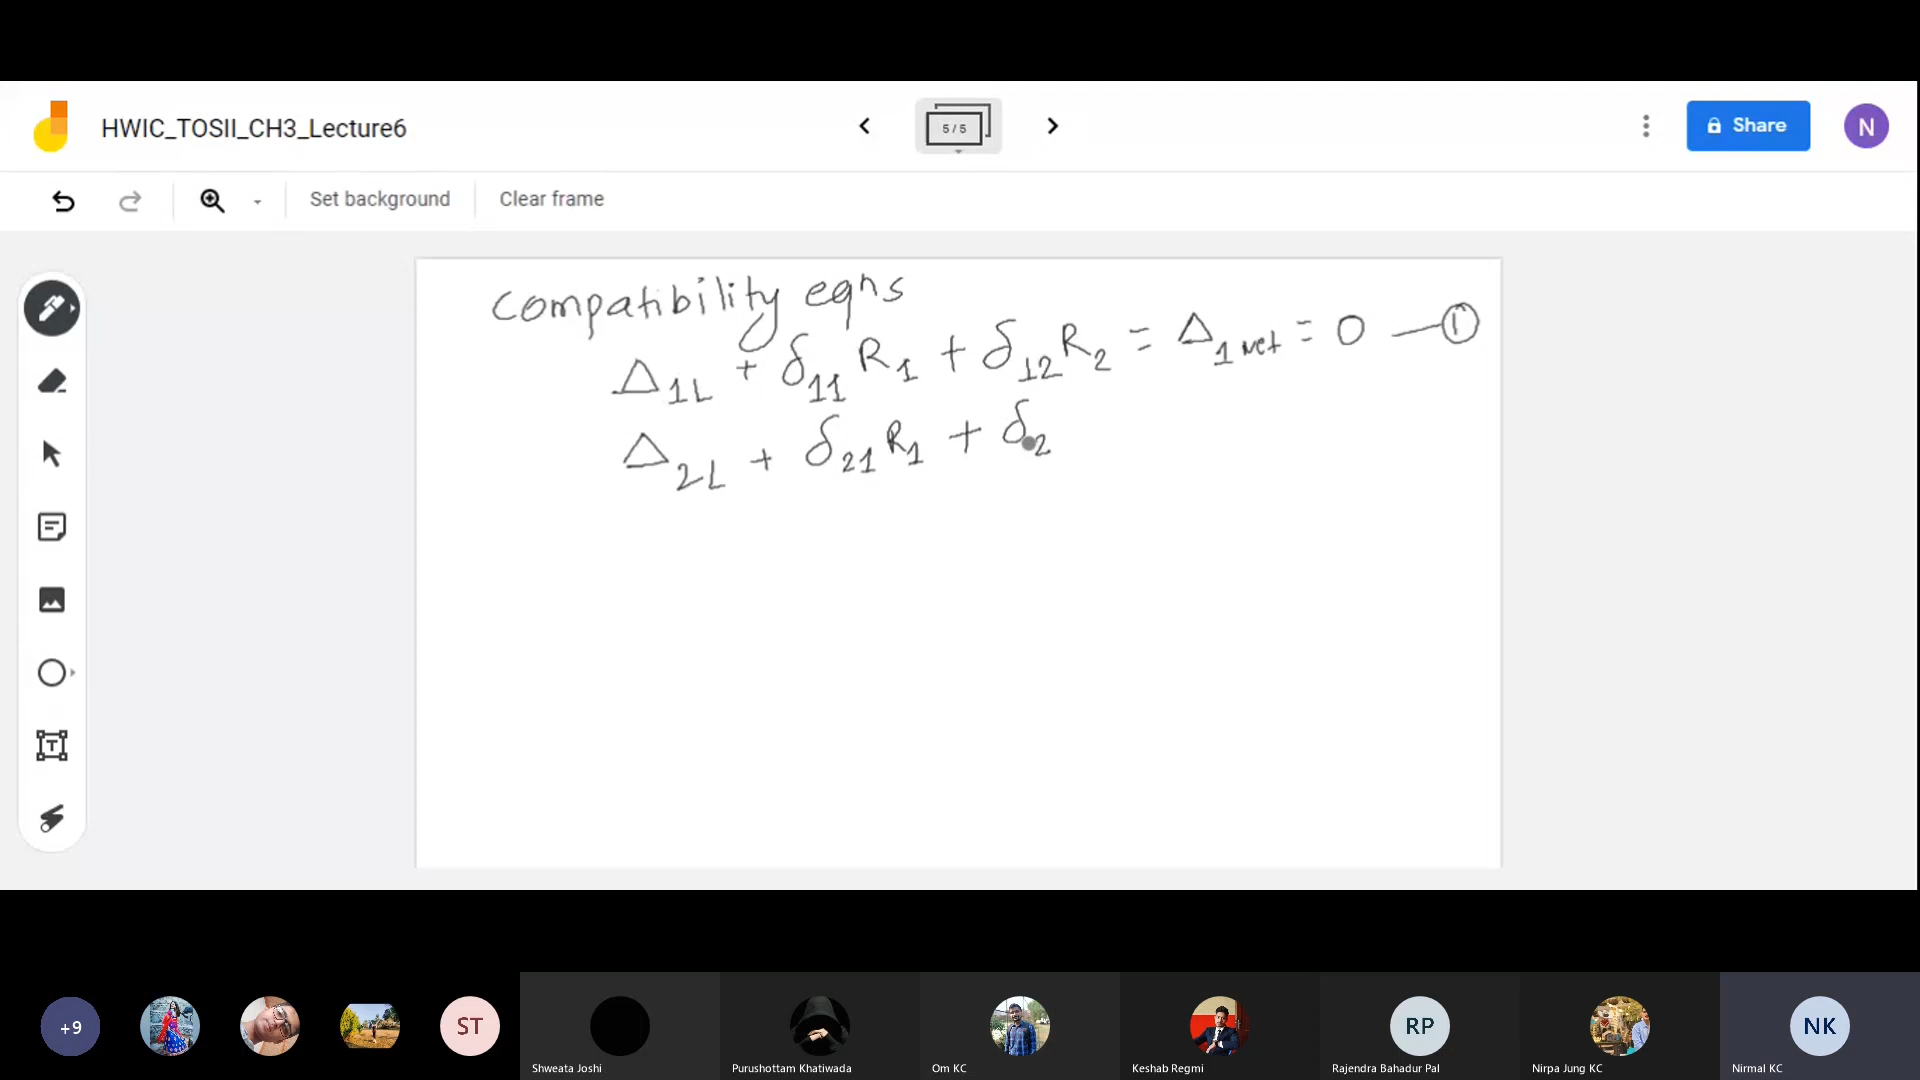 HWIC_TOSII_CH3_Lecture6
5/5
Share
N
Set background
Clear frame
compatibility eqns
Δ₁L + δ₁₁ R₁ + δ₁₂ R₂ = Δ₁ net = 0 — ①
Δ₂L + δ₂₁ R₁ + δ₂
T
+9
ST
RP
NK
Shweata Joshi
Purushottam Khatiwada
Om KC
Keshab Regmi
Rajendra Bahadur Pal
Nirpa Jung KC
Nirmal KC